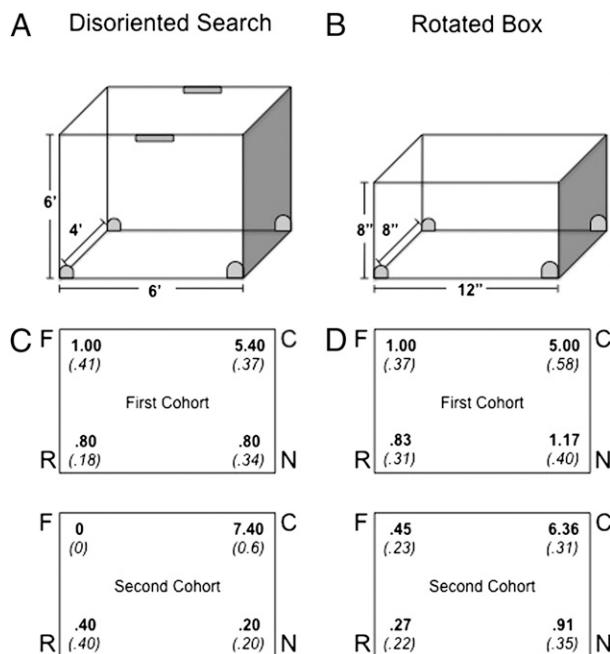 A Disoriented Search
B Rotated Box
6'
4'
6'
8"
8"
12"
C
F 1.00 5.40 C
(.41) (.37)
First Cohort
.80 .80
R (.18) (.34) N
F 0 7.40 C
(0) (0.6)
Second Cohort
.40 .20
R (.40) (.20) N
D
F 1.00 5.00 C
(.37) (.58)
First Cohort
.83 1.17
R (.31) (.40) N
F .45 6.36 C
(.23) (.31)
Second Cohort
.27 .91
R (.22) (.35) N